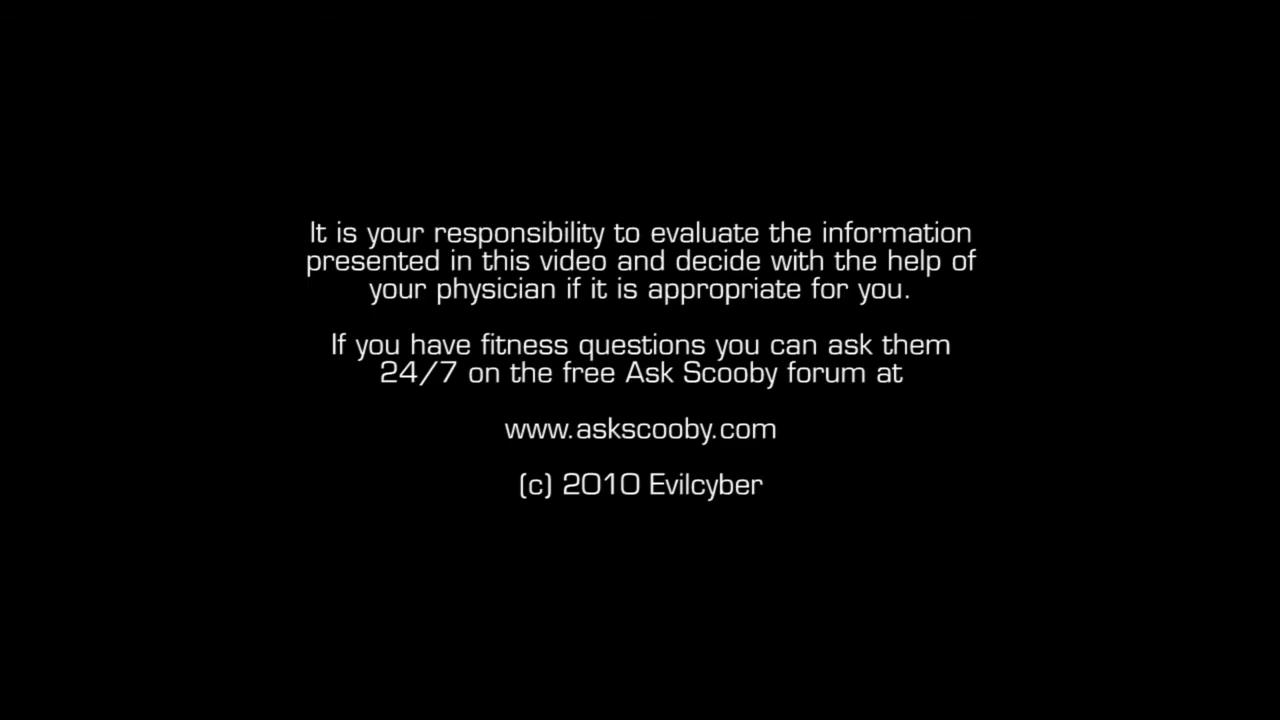 It is your responsibility to evaluate the information
presented in this video and decide with the help of
your physician if it is appropriate for you.
If you have fitness questions you can ask them
24/7 on the free Ask Scooby forum at
www.askscooby.com
(c) 2010 Evilcyber